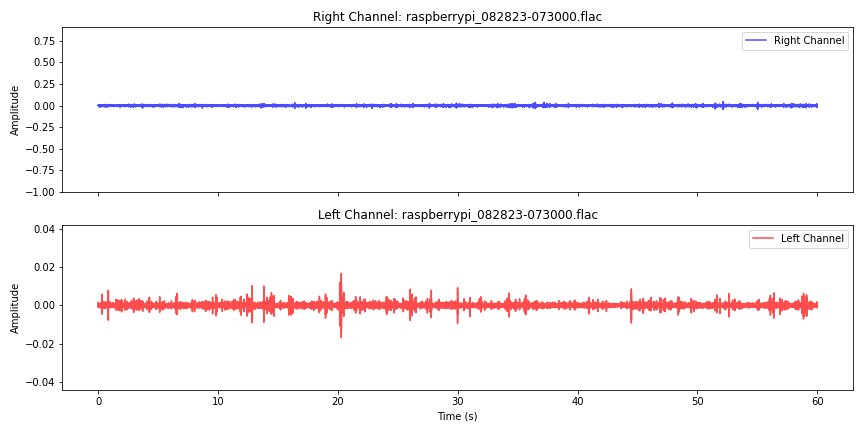 Right Channel: raspberrypi_082823-073000.flac
Right Channel
Amplitude
0.75
0.50
0.25
0.00
−0.25
−0.50
−0.75
−1.00
Left Channel: raspberrypi_082823-073000.flac
Left Channel
Amplitude
0.04
0.02
0.00
−0.02
−0.04
0 10 20 30 40 50 60
Time (s)